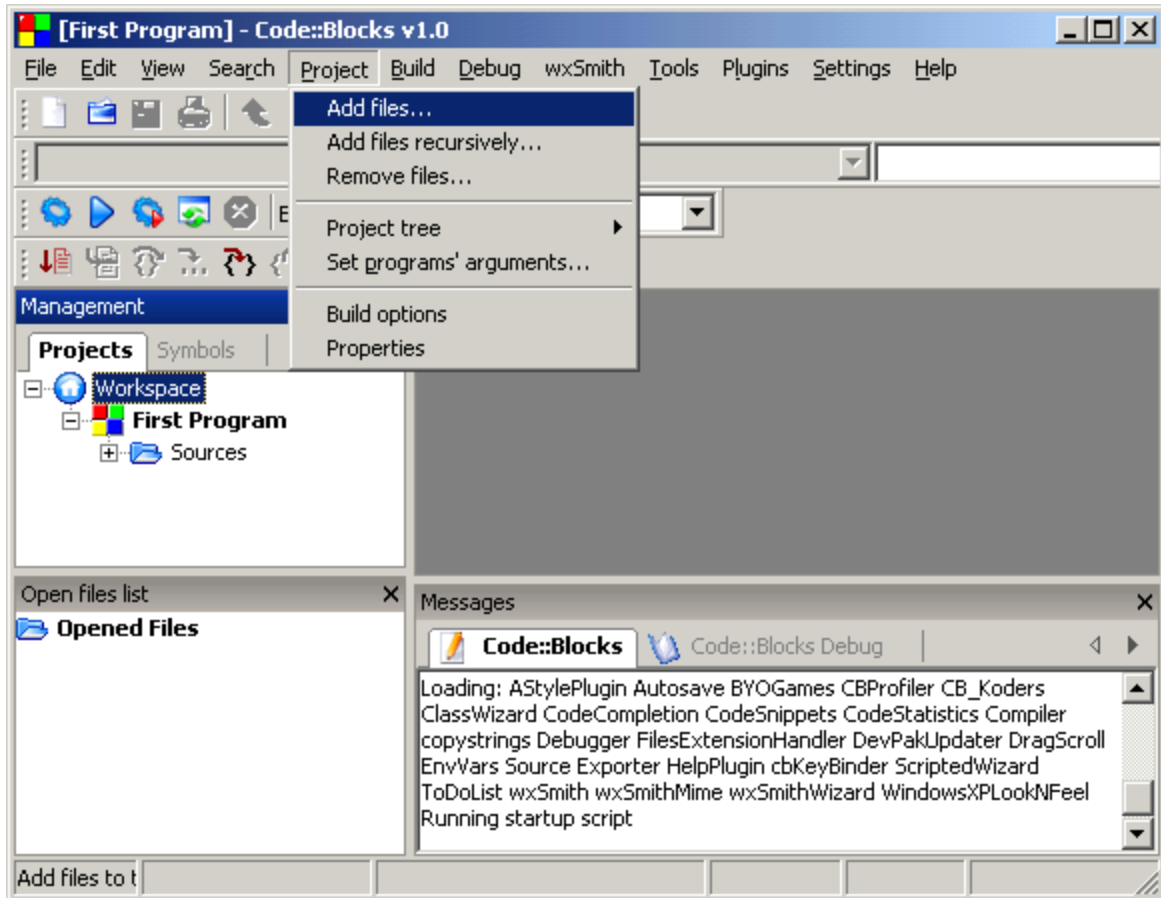 [First Program] - Code::Blocks v1.0
File Edit View Search Project Build Debug wxSmith Tools Plugins Settings Help
Add files...
Add files recursively...
Remove files...
Project tree
Set programs' arguments...
Build options
Properties
Management
Projects Symbols
Workspace
First Program
Sources
Open files list
Opened Files
Messages
Code::Blocks Code::Blocks Debug
Loading: AStylePlugin Autosave BYOGames CBProfiler CB_Koders
ClassWizard CodeCompletion CodeSnippets CodeStatistics Compiler
copystrings Debugger FilesExtensionHandler DevPakUpdater DragScroll
EnvVars Source Exporter HelpPlugin cbKeyBinder ScriptedWizard
ToDoList wxSmith wxSmithMime wxSmithWizard WindowsXPLookNFeel
Running startup script
Add files to t